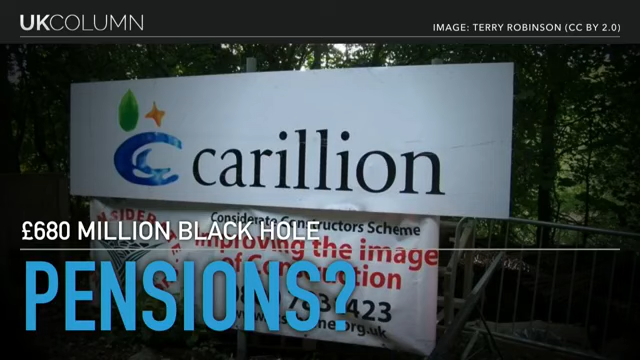 UKCOLUMN
IMAGE: TERRY ROBINSON (CC BY 2.0)
carillion
Considerate Constructors Scheme
improving the image
of
£680 MILLION BLACK HOLE
PENSIONS?